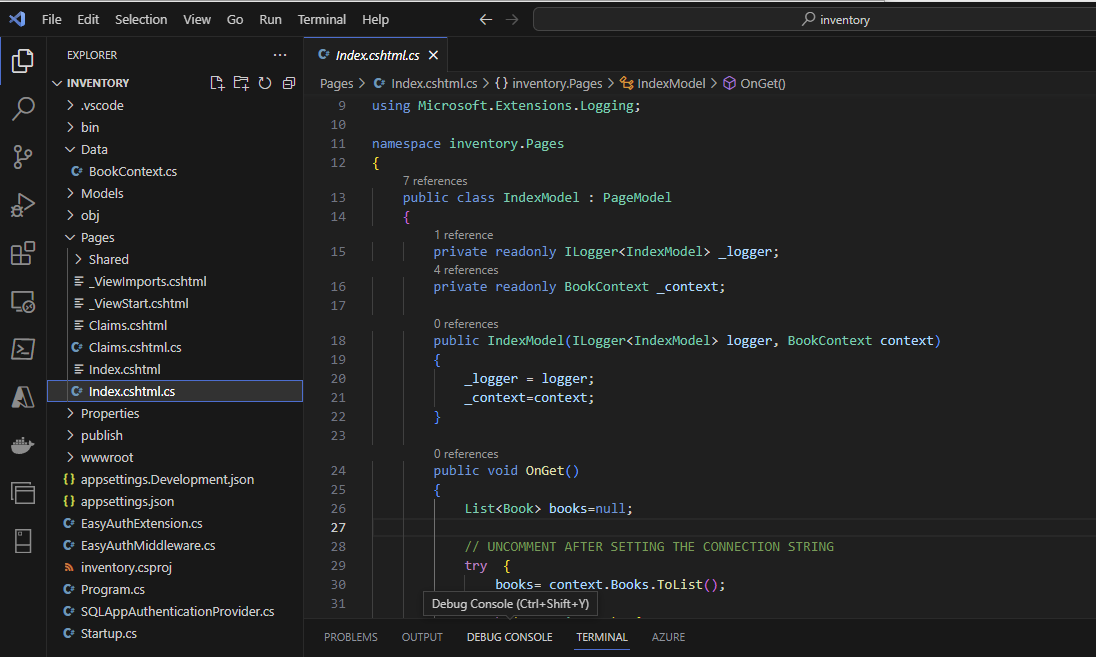 File Edit Selection View Go Run Terminal Help
inventory
EXPLORER
INVENTORY
.vscode
bin
Data
BookContext.cs
Models
obj
Pages
Shared
_ViewImports.cshtml
_ViewStart.cshtml
Claims.cshtml
Claims.cshtml.cs
Index.cshtml
Index.cshtml.cs
Properties
publish
wwwroot
appsettings.Development.json
appsettings.json
EasyAuthExtension.cs
EasyAuthMiddleware.cs
inventory.csproj
Program.cs
SQLAppAuthenticationProvider.cs
Startup.cs
Index.cshtml.cs
Pages > Index.cshtml.cs > {} inventory.Pages > IndexModel > OnGet()
9 using Microsoft.Extensions.Logging;
10
11 namespace inventory.Pages
12 {
7 references
13 public class IndexModel : PageModel
14 {
1 reference
15 private readonly ILogger<IndexModel> _logger;
4 references
16 private readonly BookContext _context;
17
0 references
18 public IndexModel(ILogger<IndexModel> logger, BookContext context)
19 {
20 _logger = logger;
21 _context=context;
22 }
23
0 references
24 public void OnGet()
25 {
26 List<Book> books=null;
27
28 // UNCOMMENT AFTER SETTING THE CONNECTION STRING
29 try {
30 books= context.Books.ToList();
31
Debug Console (Ctrl+Shift+Y)
PROBLEMS OUTPUT DEBUG CONSOLE TERMINAL AZURE